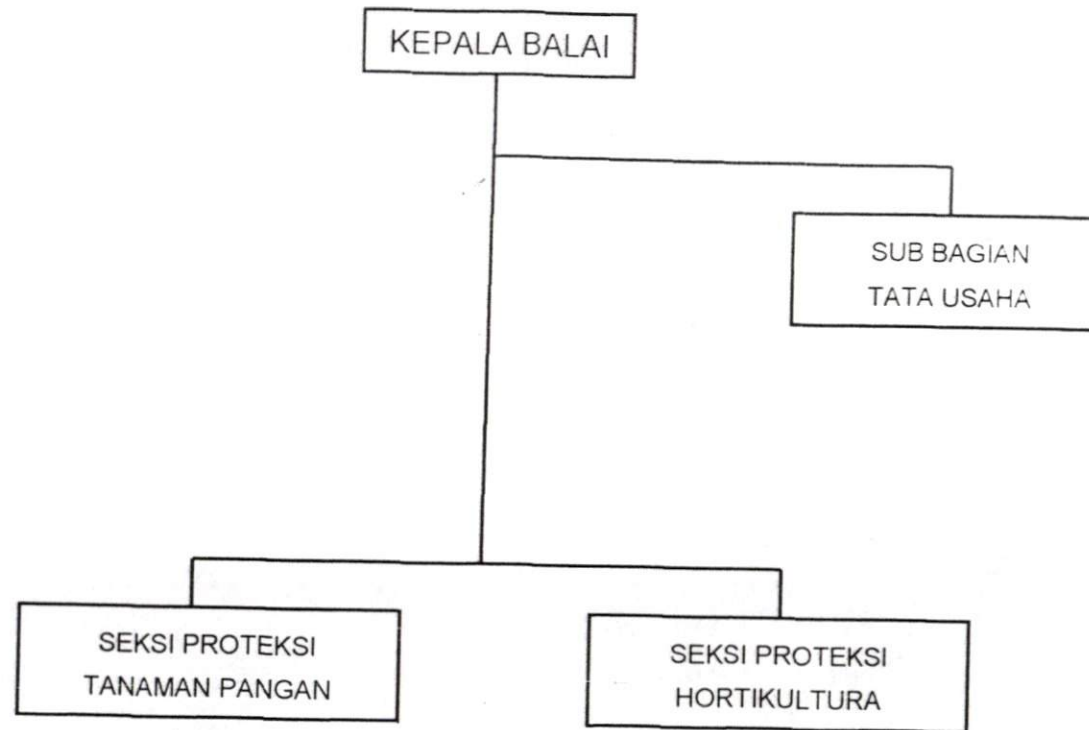 KEPALA BALAI
SUB BAGIAN
TATA USAHA
SEKSI PROTEKSI
TANAMAN PANGAN
SEKSI PROTEKSI
HORTIKULTURA